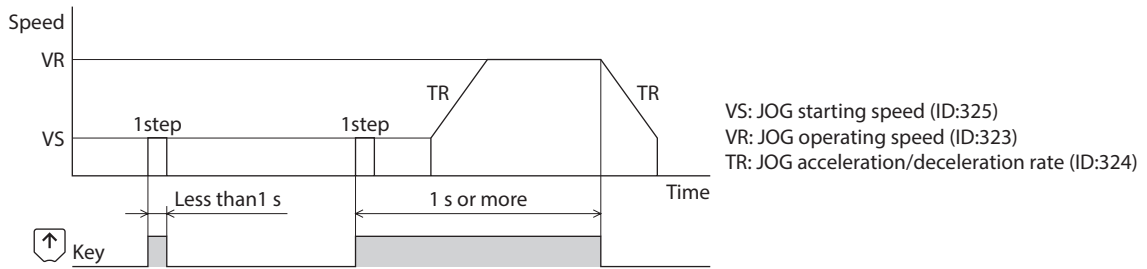 Speed
VR
TR
TR
1step
1step
VS
Time
Less than1 s
1 s or more
Key
VS: JOG starting speed (ID:325)
VR: JOG operating speed (ID:323)
TR: JOG acceleration/deceleration rate (ID:324)